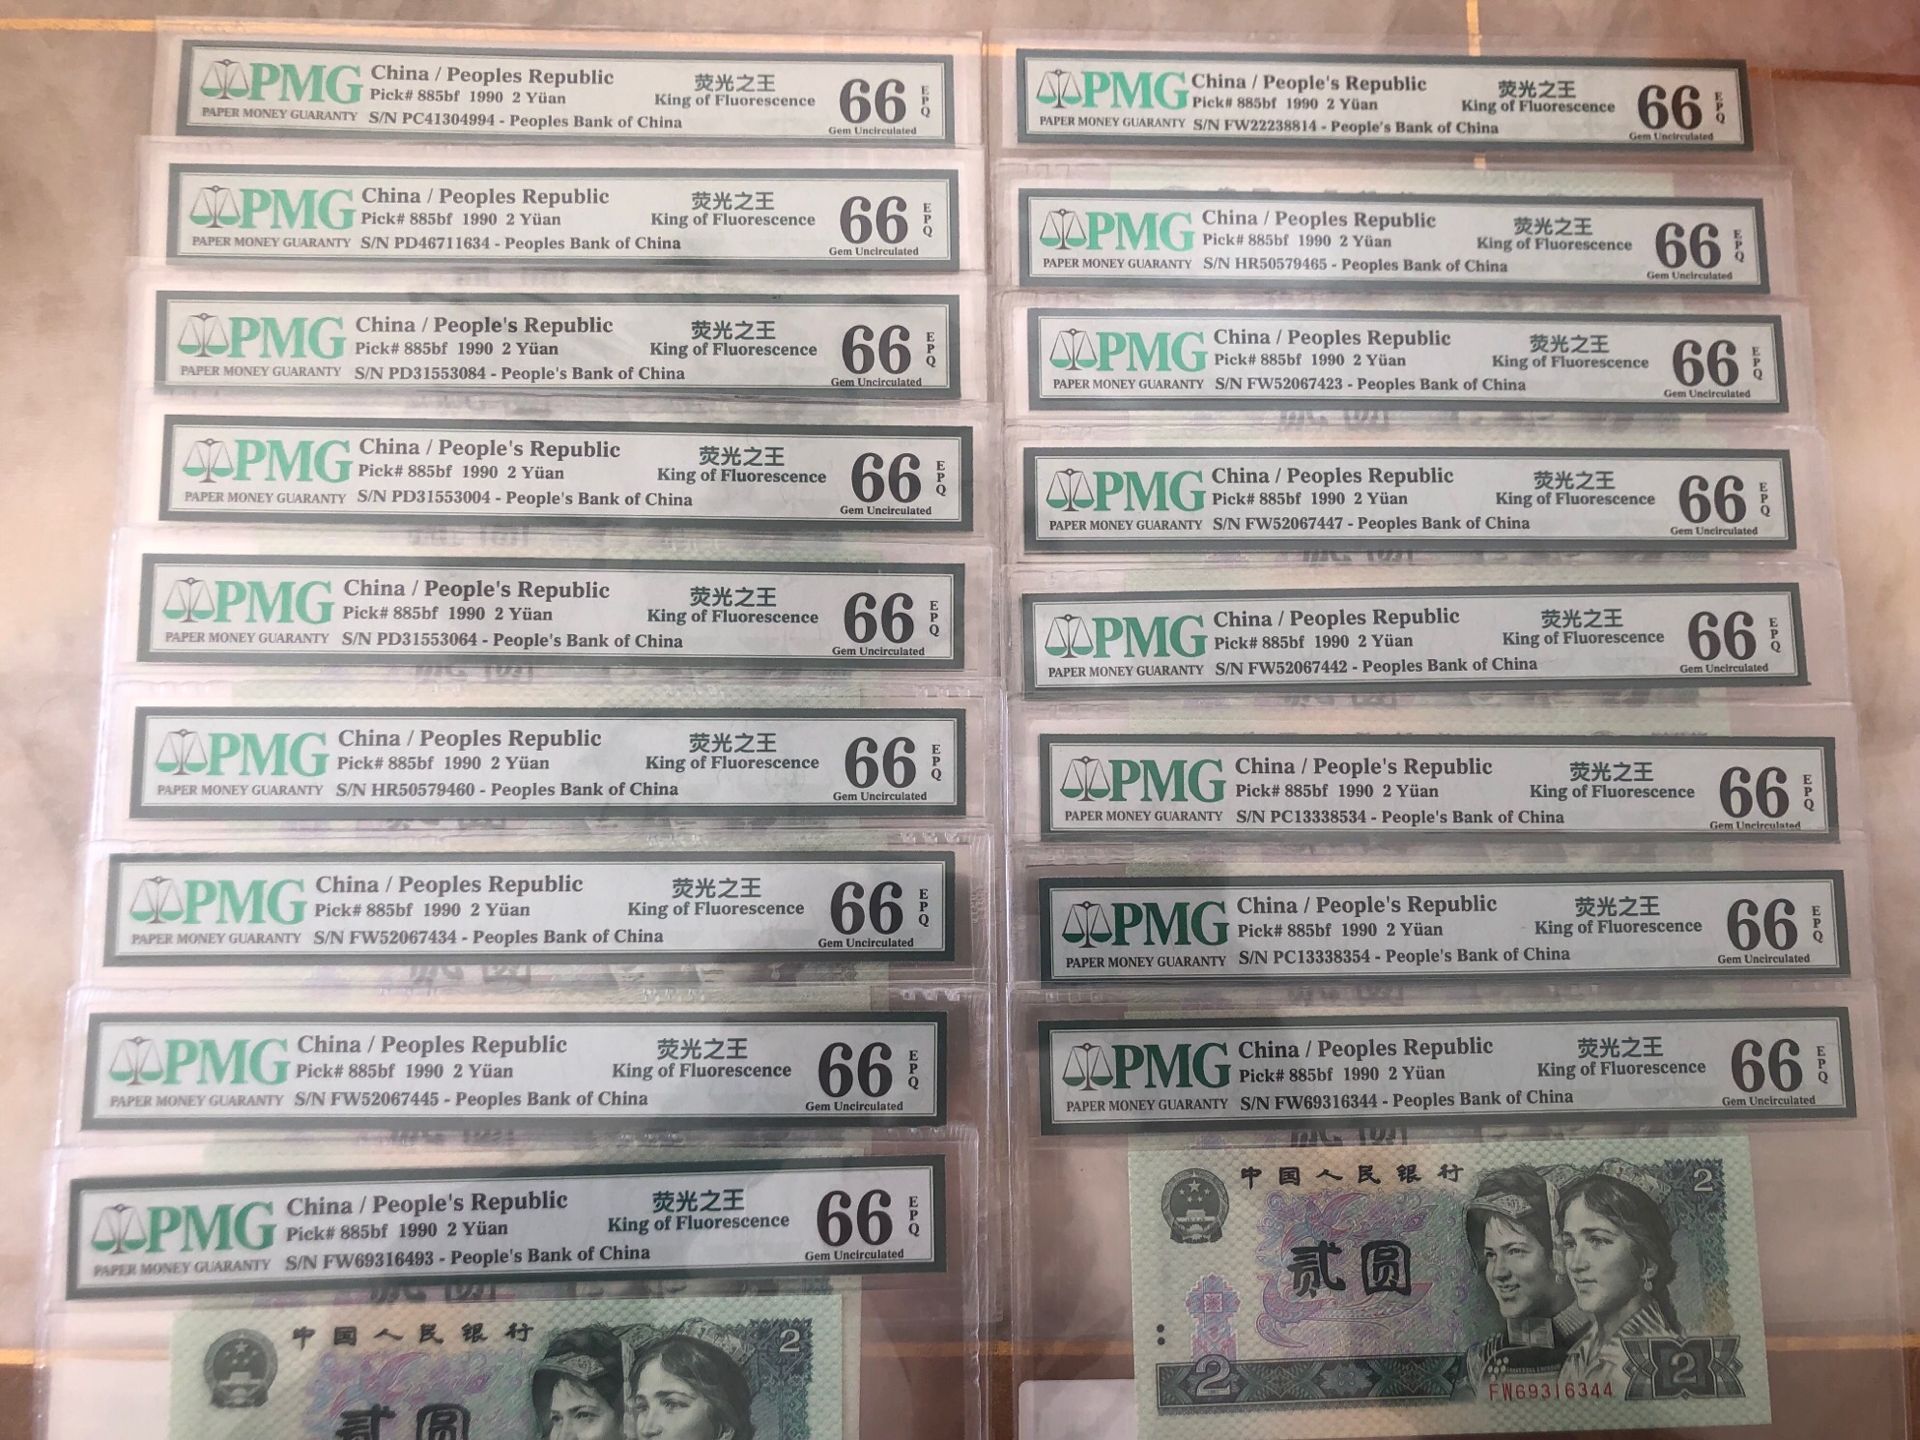 PMG China / Peoples Republic 荧光之王 66 EPQ
Pick# 885bf 1990 2 Yüan King of Fluorescence
PAPER MONEY GUARANTY S/N PC41304994 - Peoples Bank of China Gem Uncirculated
PMG China / Peoples Republic 荧光之王 66 EPQ
Pick# 885bf 1990 2 Yüan King of Fluorescence
PAPER MONEY GUARANTY S/N PD46711634 - Peoples Bank of China Gem Uncirculated
PMG China / People's Republic 荧光之王 66 EPQ
Pick# 885bf 1990 2 Yüan King of Fluorescence
PAPER MONEY GUARANTY S/N PD31553084 - People's Bank of China Gem Uncirculated
PMG China / People's Republic 荧光之王 66 EPQ
Pick# 885bf 1990 2 Yüan King of Fluorescence
PAPER MONEY GUARANTY S/N PD31553004 - People's Bank of China Gem Uncirculated
PMG China / People's Republic 荧光之王 66 EPQ
Pick# 885bf 1990 2 Yüan King of Fluorescence
PAPER MONEY GUARANTY S/N PD31553064 - People's Bank of China Gem Uncirculated
PMG China / Peoples Republic 荧光之王 66 EPQ
Pick# 885bf 1990 2 Yüan King of Fluorescence
PAPER MONEY GUARANTY S/N HR50579460 - Peoples Bank of China Gem Uncirculated
PMG China / Peoples Republic 荧光之王 66 EPQ
Pick# 885bf 1990 2 Yüan King of Fluorescence
PAPER MONEY GUARANTY S/N FW52067434 - Peoples Bank of China Gem Uncirculated
PMG China / Peoples Republic 荧光之王 66 EPQ
Pick# 885bf 1990 2 Yüan King of Fluorescence
PAPER MONEY GUARANTY S/N FW52067445 - Peoples Bank of China Gem Uncirculated
PMG China / People's Republic 荧光之王 66 EPQ
Pick# 885bf 1990 2 Yüan King of Fluorescence
PAPER MONEY GUARANTY S/N FW69316493 - People's Bank of China Gem Uncirculated
中国人民银行 2
贰圆
PMG China / People's Republic 荧光之王 66 EPQ
Pick# 885bf 1990 2 Yüan King of Fluorescence
PAPER MONEY GUARANTY S/N FW22238814 - People's Bank of China Gem Uncirculated
PMG China / Peoples Republic 荧光之王 66 EPQ
Pick# 885bf 1990 2 Yüan King of Fluorescence
PAPER MONEY GUARANTY S/N HR50579465 - Peoples Bank of China Gem Uncirculated
PMG China / Peoples Republic 荧光之王 66 EPQ
Pick# 885bf 1990 2 Yüan King of Fluorescence
PAPER MONEY GUARANTY S/N FW52067423 - Peoples Bank of China Gem Uncirculated
PMG China / Peoples Republic 荧光之王 66 EPQ
Pick# 885bf 1990 2 Yüan King of Fluorescence
PAPER MONEY GUARANTY S/N FW52067447 - Peoples Bank of China Gem Uncirculated
PMG China / Peoples Republic 荧光之王 66 EPQ
Pick# 885bf 1990 2 Yüan King of Fluorescence
PAPER MONEY GUARANTY S/N FW52067442 - Peoples Bank of China Gem Uncirculated
PMG China / People's Republic 荧光之王 66 EPQ
Pick# 885bf 1990 2 Yüan King of Fluorescence
PAPER MONEY GUARANTY S/N PC13338534 - People's Bank of China Gem Uncirculated
PMG China / People's Republic 荧光之王 66 EPQ
Pick# 885bf 1990 2 Yüan King of Fluorescence
PAPER MONEY GUARANTY S/N PC13338354 - People's Bank of China Gem Uncirculated
PMG China / Peoples Republic 荧光之王 66 EPQ
Pick# 885bf 1990 2 Yüan King of Fluorescence
PAPER MONEY GUARANTY S/N FW69316344 - Peoples Bank of China Gem Uncirculated
中国人民银行 2
贰圆
2 2
FW69316344